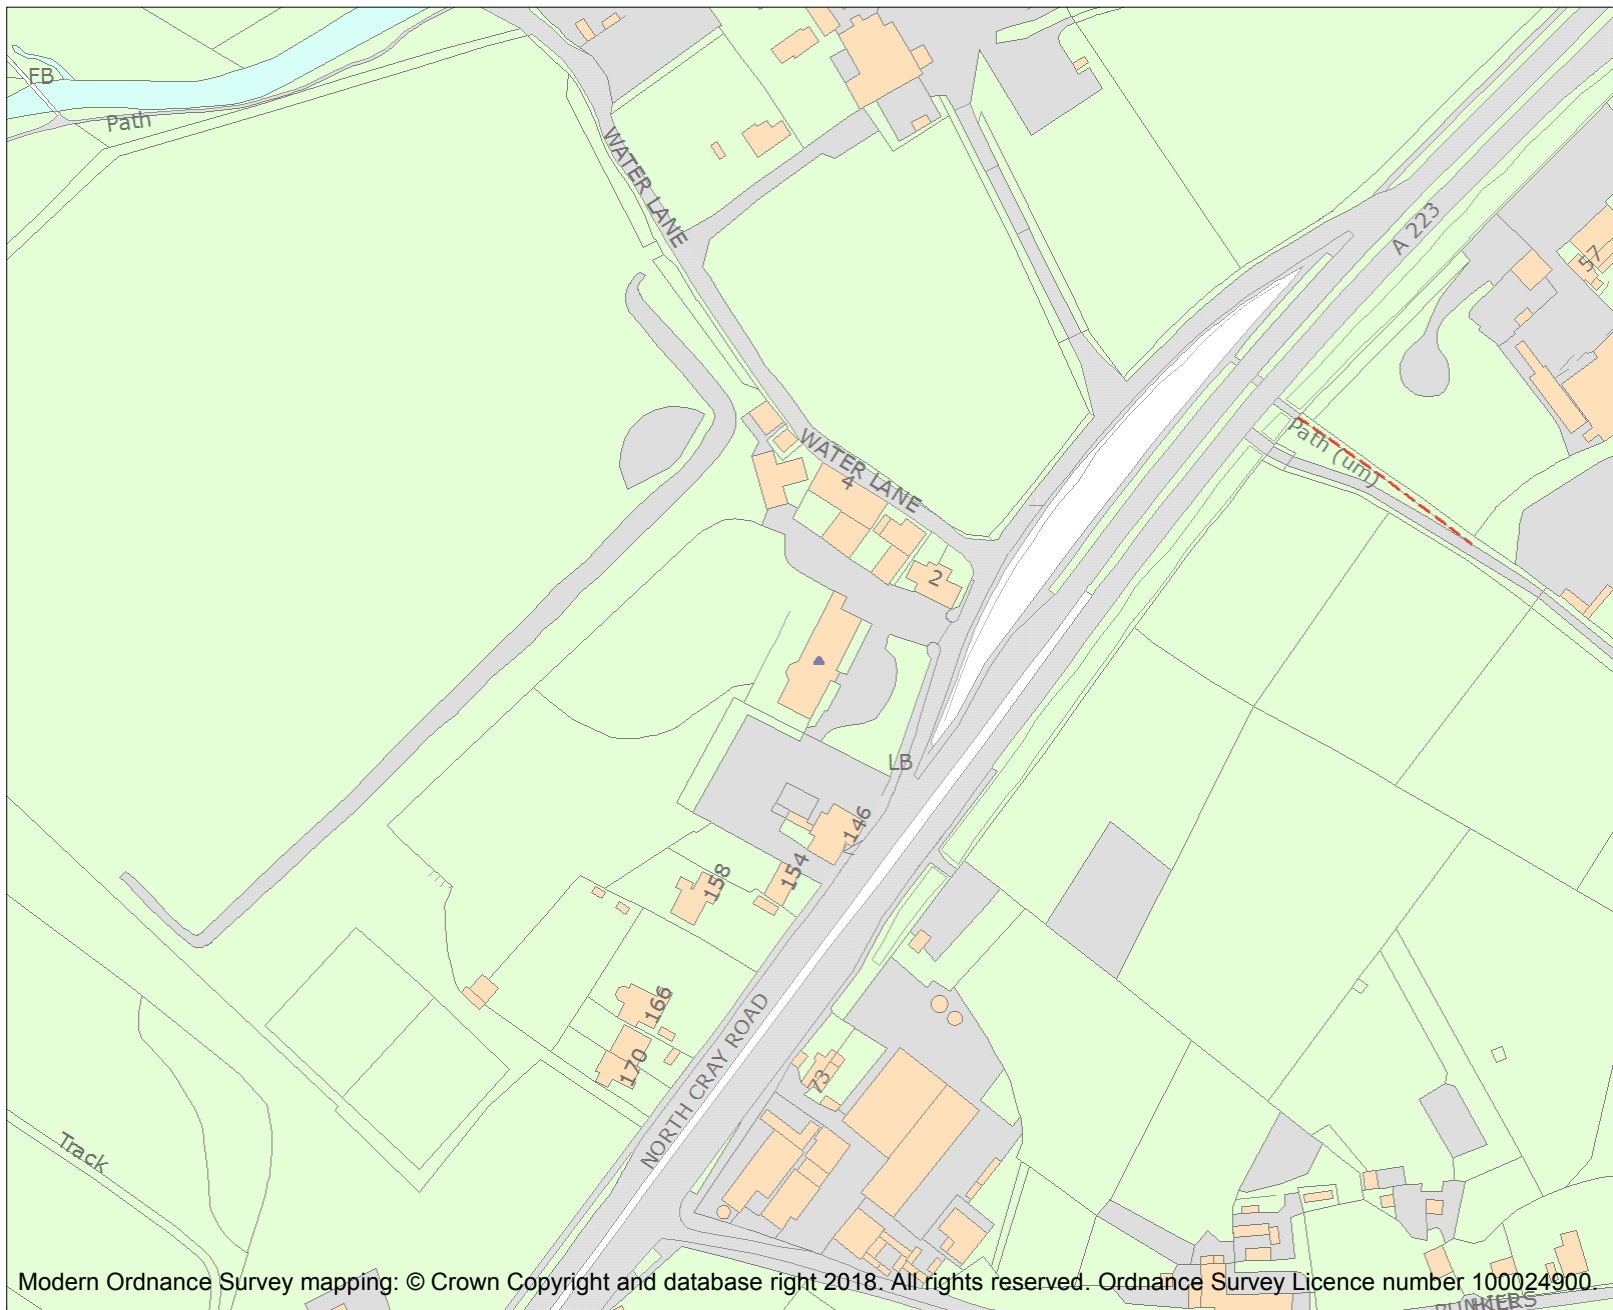 FB
Path
WATER LANE
A 223
57
WATER LANE
4
Path (um)
2
LB
146
154
158
166
170
NORTH CRAY ROAD
73
Track
Modern Ordnance Survey mapping: © Crown Copyright and database right 2018. All rights reserved. Ordnance Survey Licence number 100024900.